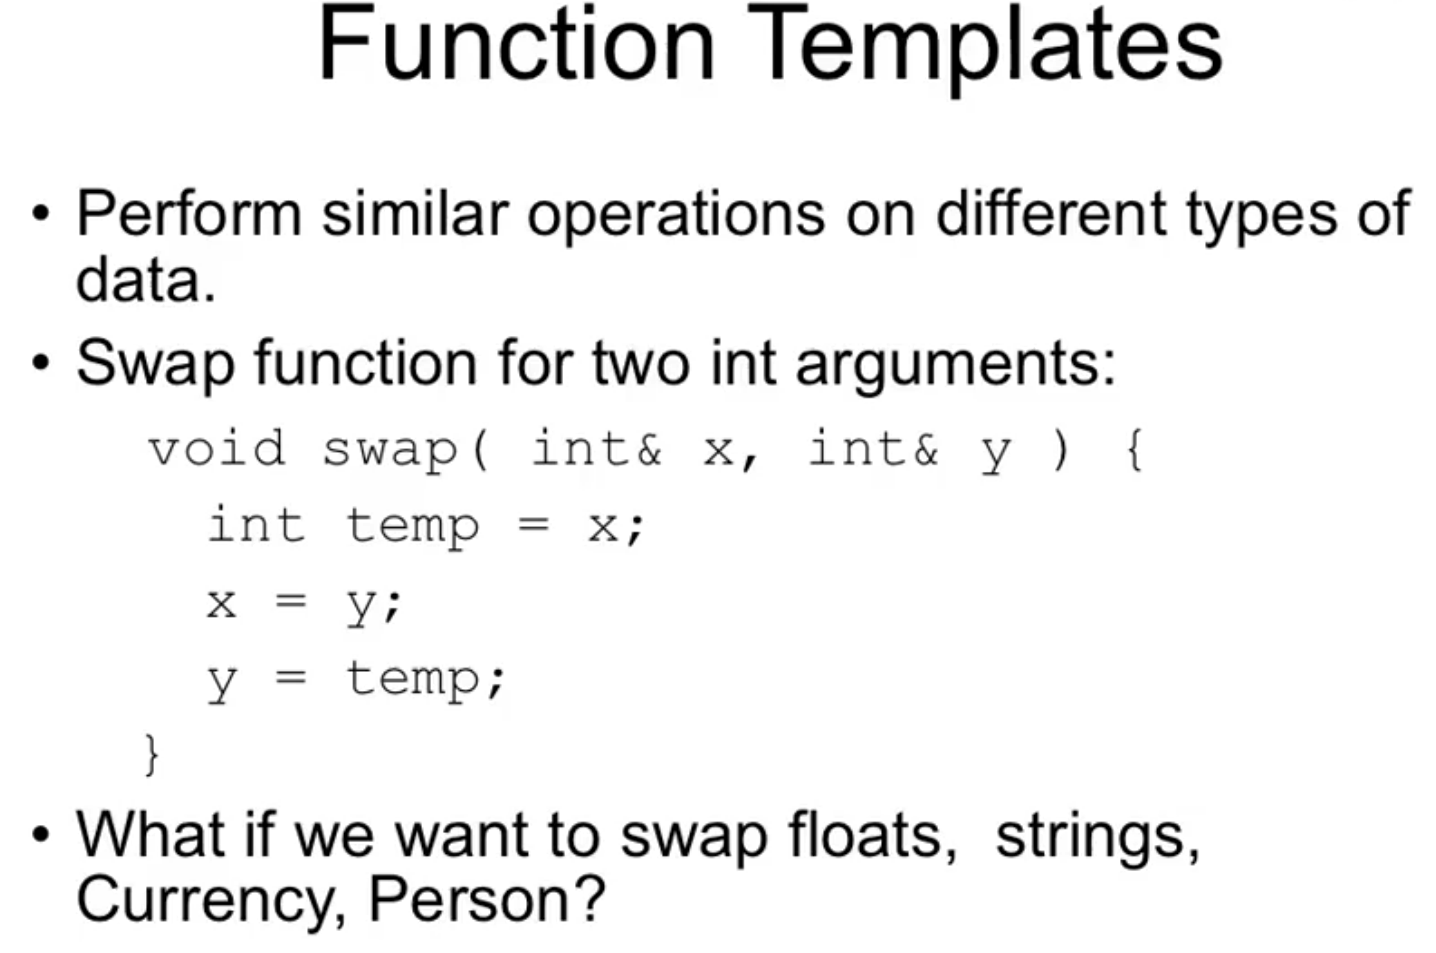 Function Templates
• Perform similar operations on different types of
data.
• Swap function for two int arguments:
void swap( int& x, int& y ) {
int temp = x;
x = y;
y = temp;
}
• What if we want to swap floats,  strings,
Currency, Person?